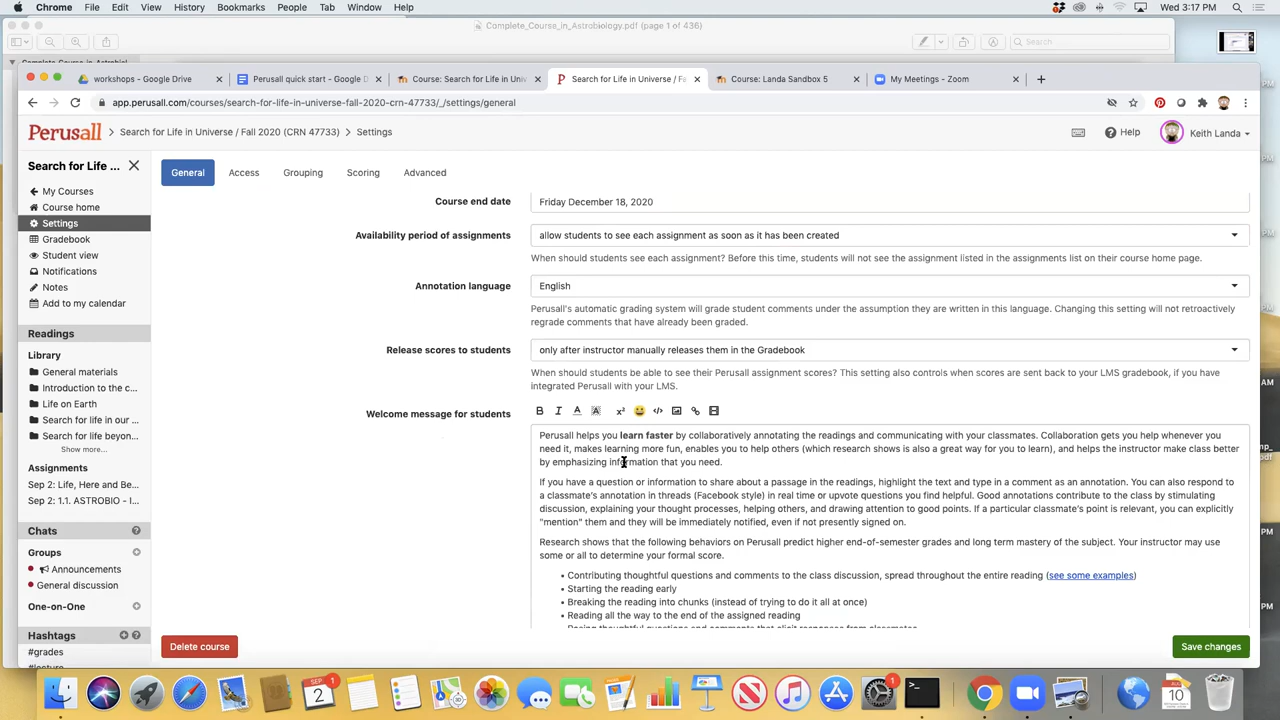 Chrome File Edit View History Bookmarks People Tab Window Help Wed 3:17 PM
Complete_Course_in_Astrobiology.pdf (page 1 of 436)
Search
workshops - Google Drive Perusall quick start - Google D Course: Search for Life in Univ Search for Life in Universe / Fa Course: Landa Sandbox 5 My Meetings - Zoom
app.perusall.com/courses/search-for-life-in-universe-fall-2020-crn-47733/_/settings/general
Perusall Search for Life in Universe / Fall 2020 (CRN 47733) Settings Help Keith Landa
Search for Life ...
General Access Grouping Scoring Advanced
My Courses
Course home
Settings
Gradebook
Student view
Notifications
Notes
Add to my calendar
Readings
Library
General materials
Introduction to the c...
Life on Earth
Search for life in our ...
Search for life beyon...
Show more...
Assignments
Sep 2: Life, Here and I...
Sep 2: 1.1. ASTROBIO - L...
Chats
Groups
Announcements
General discussion
One-on-One
Hashtags
#grades
#lecture
Course end date Friday December 18, 2020
Availability period of assignments allow students to see each assignment as soon as it has been created
When should students see each assignment? Before this time, students will not see the assignment listed in the assignments list on their course home page.
Annotation language English
Perusall's automatic grading system will grade student comments under the assumption they are written in this language. Changing this setting will not retroactively
regrade comments that have already been graded.
Release scores to students only after instructor manually releases them in the Gradebook
When should students be able to see their Perusall assignment scores? This setting also controls when scores are sent back to your LMS gradebook, if you have
integrated Perusall with your LMS.
Welcome message for students
Perusall helps you learn faster by collaboratively annotating the readings and communicating with your classmates. Collaboration gets you help whenever you
need it, makes learning more fun, enables you to help others (which research shows is also a great way for you to learn), and helps the instructor make class better
by emphasizing information that you need.
If you have a question or information to share about a passage in the readings, highlight the text and type in a comment as an annotation. You can also respond to
a classmate's annotation in threads (Facebook style) in real time or upvote questions you find helpful. Good annotations contribute to the class by stimulating
discussion, explaining your thought processes, helping others, and drawing attention to good points. If a particular classmate's point is relevant, you can explicitly
"mention" them and they will be immediately notified, even if not presently signed on.
Research shows that the following behaviors on Perusall predict higher end-of-semester grades and long term mastery of the subject. Your instructor may use
some or all to determine your formal score.
• Contributing thoughtful questions and comments to the class discussion, spread throughout the entire reading (see some examples)
• Starting the reading early
• Breaking the reading into chunks (instead of trying to do it all at once)
• Reading all the way to the end of the assigned reading
Delete course Save changes